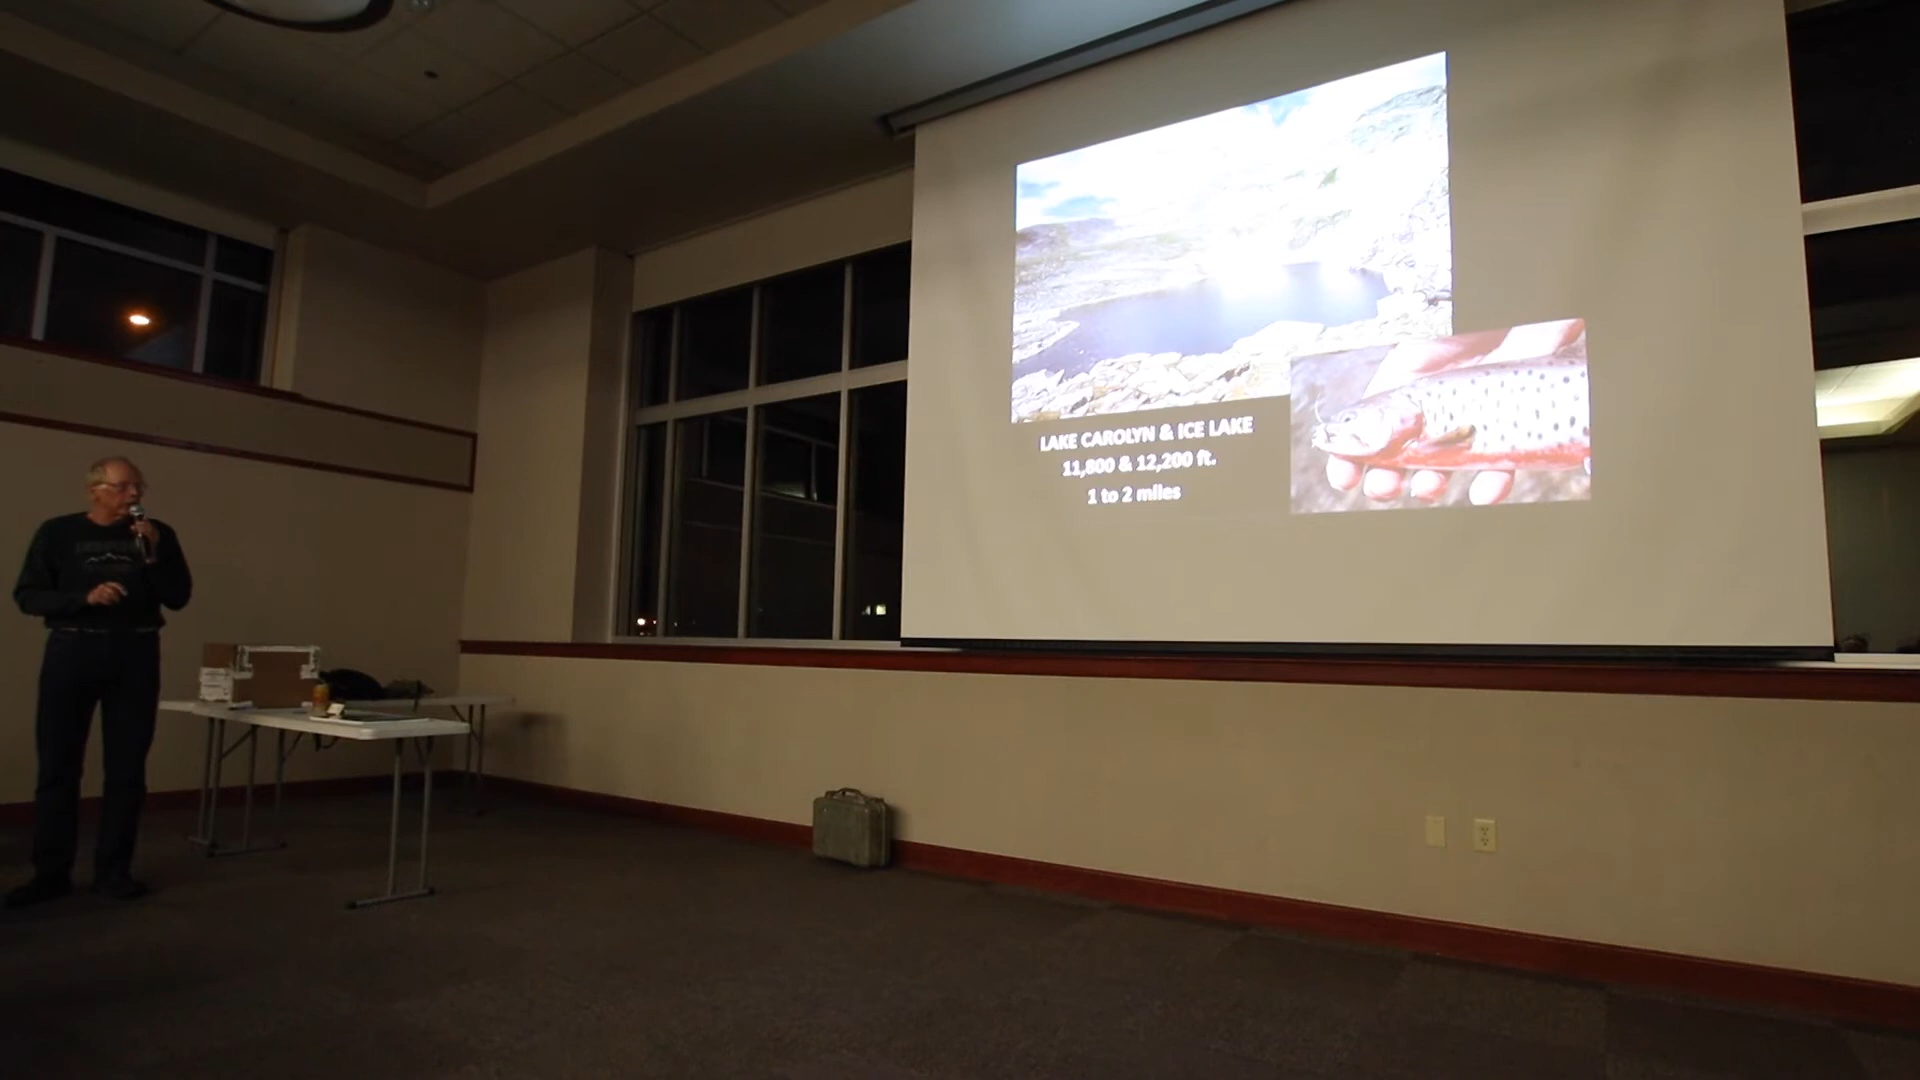 LAKE CAROLYN & ICE LAKE
11,800 & 12,200 ft.
1 to 2 miles